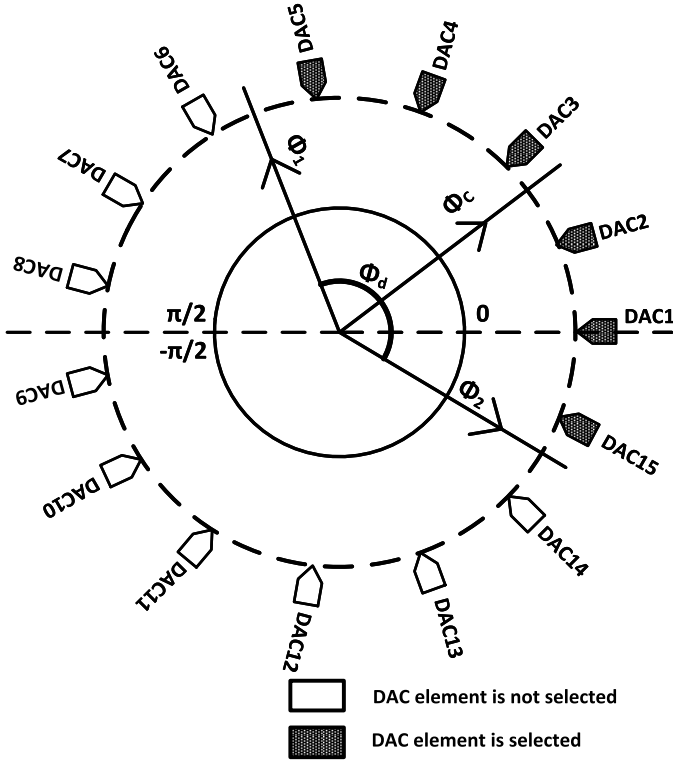 DAC5
DAC4
DAC6
DAC3
Φ1
DAC7
ΦC
DAC2
DAC8
Φd
π/2
0
DAC1
-π/2
DAC9
Φ2
DAC15
DAC10
DAC14
DAC11
DAC12
DAC13
DAC element is not selected
DAC element is selected